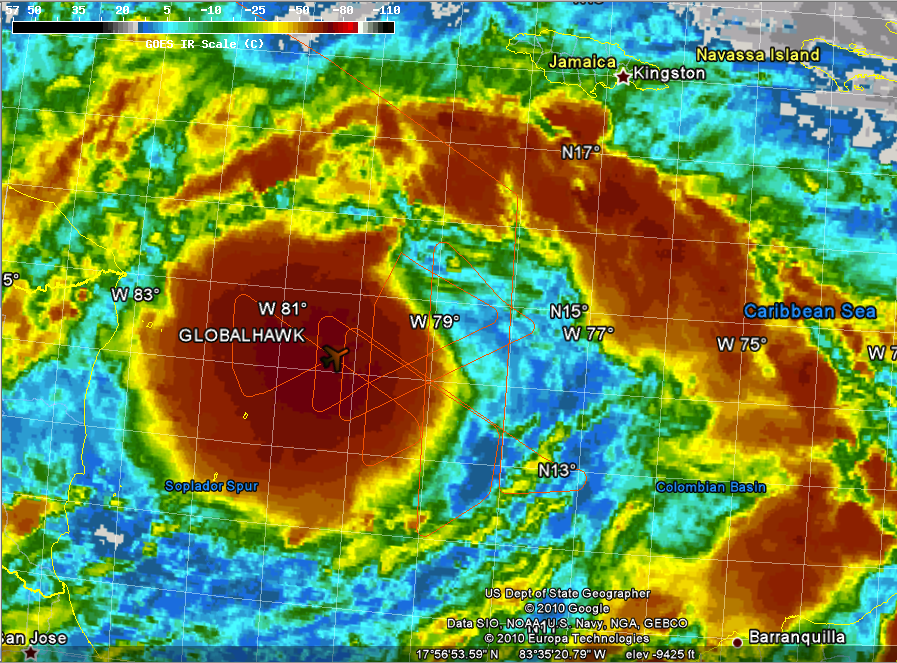 57 50 35 20 5 -10 -25 -50 -90 -110
GOES IR Scale (C)
Jamaica
Navassa Island
Kingston
N17°
5°
W 83°
W 81°
W 79°
N15°
Caribbean Sea
GLOBALHAWK
W 77°
W 75°
W 7
N13°
Soplador Spur
Colombian Basin
US Dept of State Geographer
© 2010 Google
Data SIO, NOAA, U.S. Navy, NGA, GEBCO
© 2010 Europa Technologies
San Jose
Barranquilla
17°56'53.59" N 83°35'20.79" W elev -9425 ft